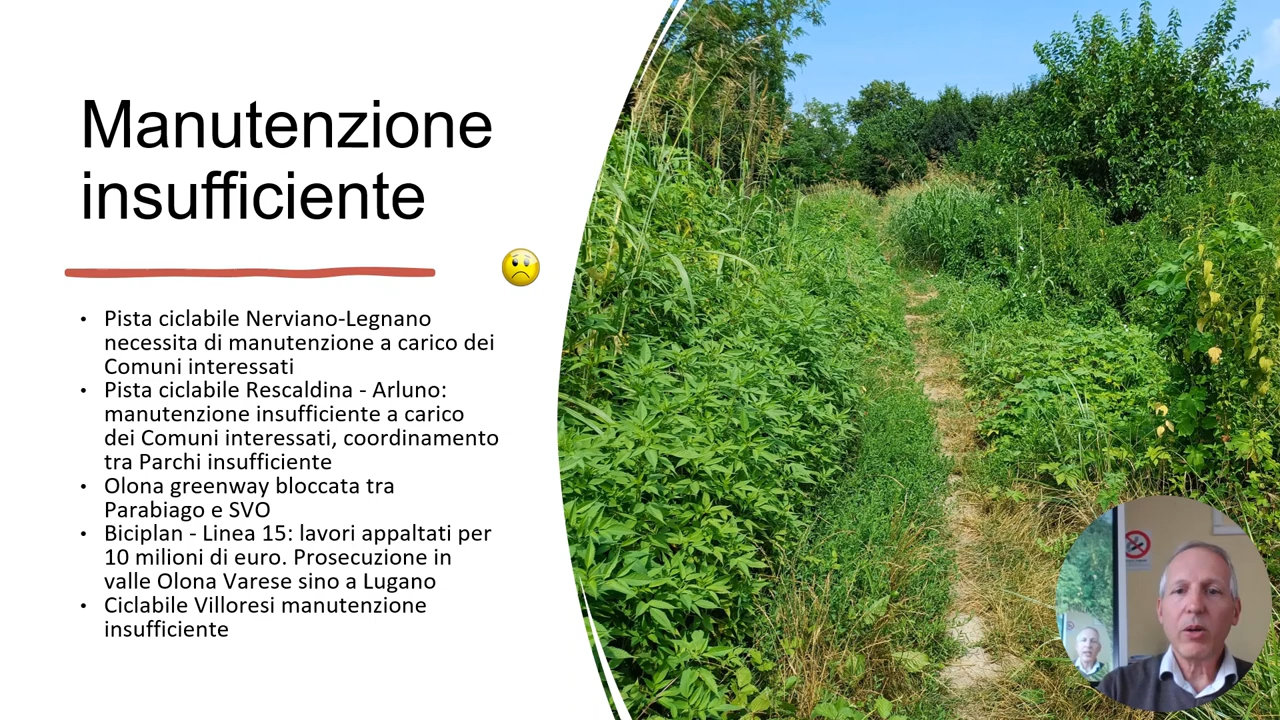 Manutenzione
insufficiente
• Pista ciclabile Nerviano-Legnano
necessita di manutenzione a carico dei
Comuni interessati
• Pista ciclabile Rescaldina - Arluno:
manutenzione insufficiente a carico
dei Comuni interessati, coordinamento
tra Parchi insufficiente
• Olona greenway bloccata tra
Parabiago e SVO
• Biciplan - Linea 15: lavori appaltati per
10 milioni di euro. Prosecuzione in
valle Olona Varese sino a Lugano
• Ciclabile Villoresi manutenzione
insufficiente